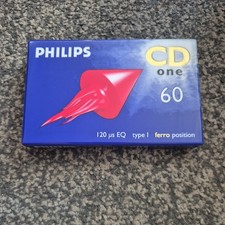 PHILIPS
CD
one
60
120 µs EQ type I ferro position